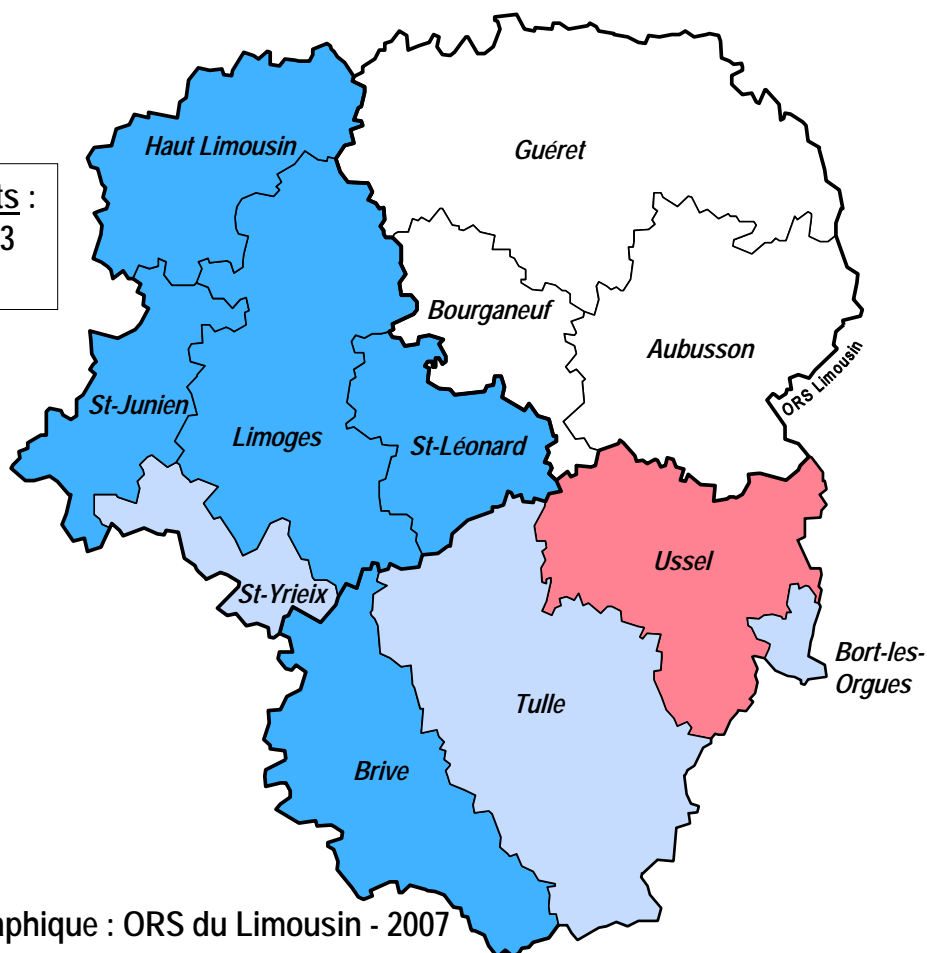 Haut Limousin
Guéret
ts :
3
Bourganeuf
Aubusson
ORS Limousin
St-Junien
Limoges
St-Léonard
Ussel
St-Yrieix
Bort-les-
Orgues
Tulle
Brive
phique : ORS du Limousin - 2007